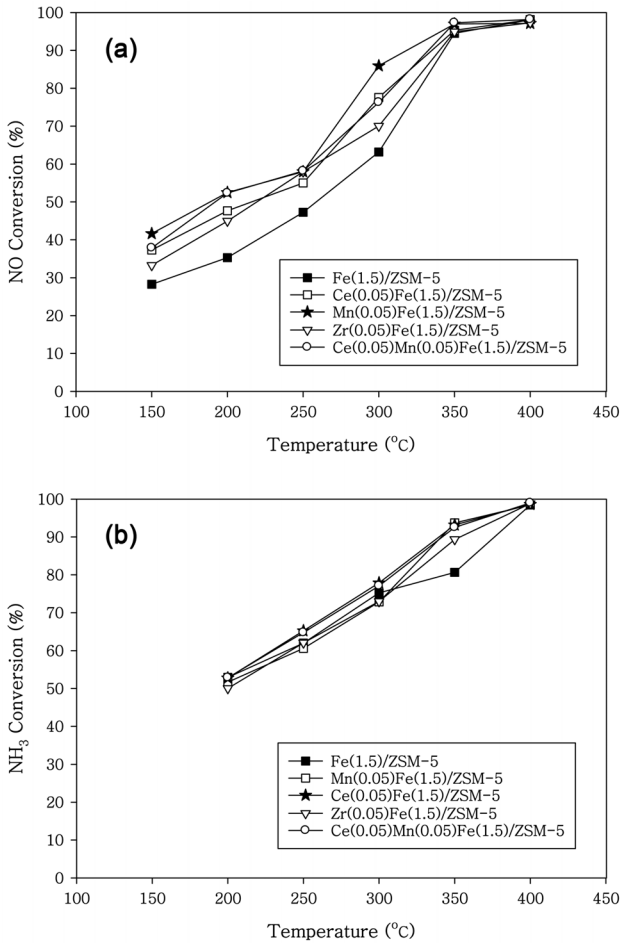 (a)
NO Conversion (%)
100
90
80
70
60
50
40
30
20
10
0
Fe(1.5)/ZSM-5
Ce(0.05)Fe(1.5)/ZSM-5
Mn(0.05)Fe(1.5)/ZSM-5
Zr(0.05)Fe(1.5)/ZSM-5
Ce(0.05)Mn(0.05)Fe(1.5)/ZSM-5
100 150 200 250 300 350 400 450
Temperature (°C)
(b)
NH3 Conversion (%)
100
90
80
70
60
50
40
30
20
10
0
Fe(1.5)/ZSM-5
Mn(0.05)Fe(1.5)/ZSM-5
Ce(0.05)Fe(1.5)/ZSM-5
Zr(0.05)Fe(1.5)/ZSM-5
Ce(0.05)Mn(0.05)Fe(1.5)/ZSM-5
100 150 200 250 300 350 400 450
Temperature (°C)